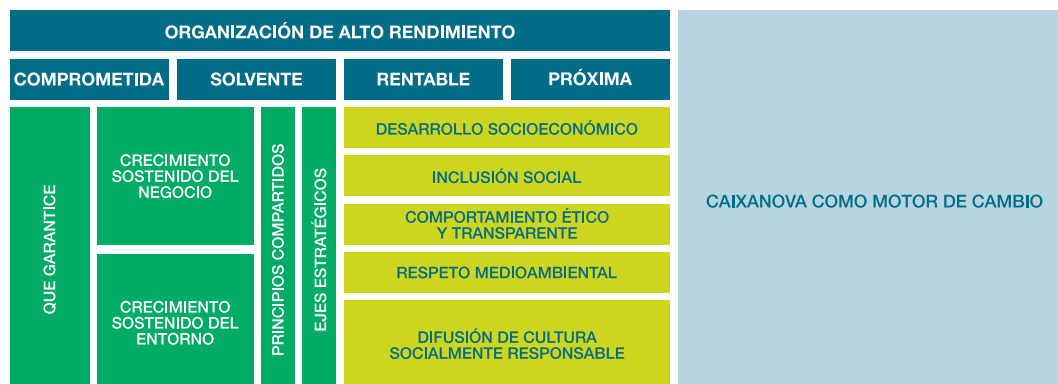 ORGANIZACIÓN DE ALTO RENDIMIENTO
COMPROMETIDA
SOLVENTE
RENTABLE
PRÓXIMA
QUE GARANTICE
CRECIMIENTO
SOSTENIDO DEL
NEGOCIO
CRECIMIENTO
SOSTENIDO DEL
ENTORNO
PRINCIPIOS COMPARTIDOS
EJES ESTRATÉGICOS
DESARROLLO SOCIOECONÓMICO
INCLUSIÓN SOCIAL
COMPORTAMIENTO ÉTICO
Y TRANSPARENTE
RESPETO MEDIOAMBIENTAL
DIFUSIÓN DE CULTURA
SOCIALMENTE RESPONSABLE
CAIXANOVA COMO MOTOR DE CAMBIO